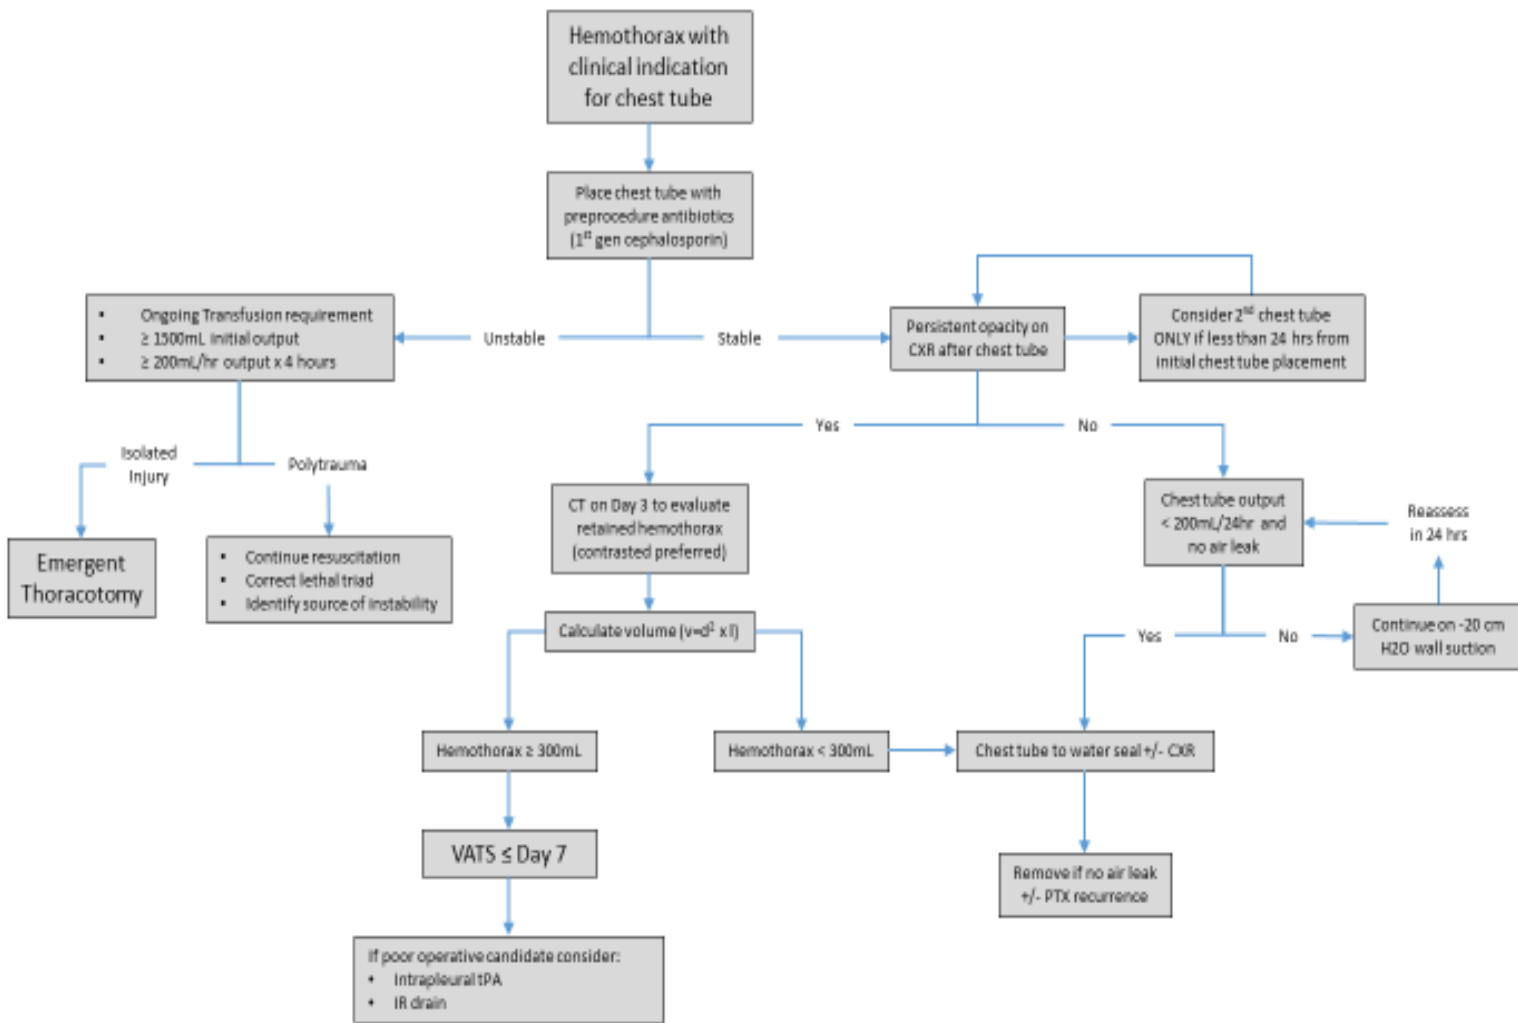 Hemothorax with
clinical indication
for chest tube
Place chest tube with
preprocedure antibiotics
(1st gen cephalosporin)
▪ Ongoing Transfusion requirement
▪ ≥ 1500mL initial output
▪ ≥ 200mL/hr output x 4 hours
Unstable
Stable
Persistent opacity on
CXR after chest tube
Consider 2nd chest tube
ONLY if less than 24 hrs from
initial chest tube placement
Isolated
Injury
Polytrauma
Yes
No
Emergent
Thoracotomy
▪ Continue resuscitation
▪ Correct lethal triad
▪ Identify source of instability
CT on Day 3 to evaluate
retained hemothorax
(contrasted preferred)
Chest tube output
< 200mL/24hr and
no air leak
Reassess
in 24 hrs
Calculate volume (v=d² x l)
Yes
No
Continue on -20 cm
H2O wall suction
Hemothorax ≥ 300mL
Hemothorax < 300mL
Chest tube to water seal +/- CXR
VATS ≤ Day 7
Remove if no air leak
+/- PTX recurrence
If poor operative candidate consider:
• Intrapleural tPA
• IR drain